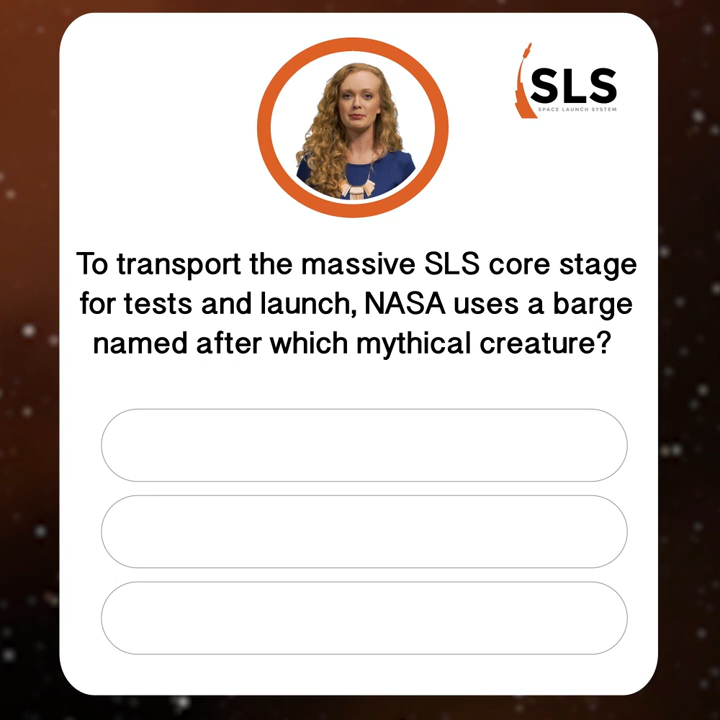 SLS
SPACE LAUNCH SYSTEM
To transport the massive SLS core stage
for tests and launch, NASA uses a barge
named after which mythical creature?